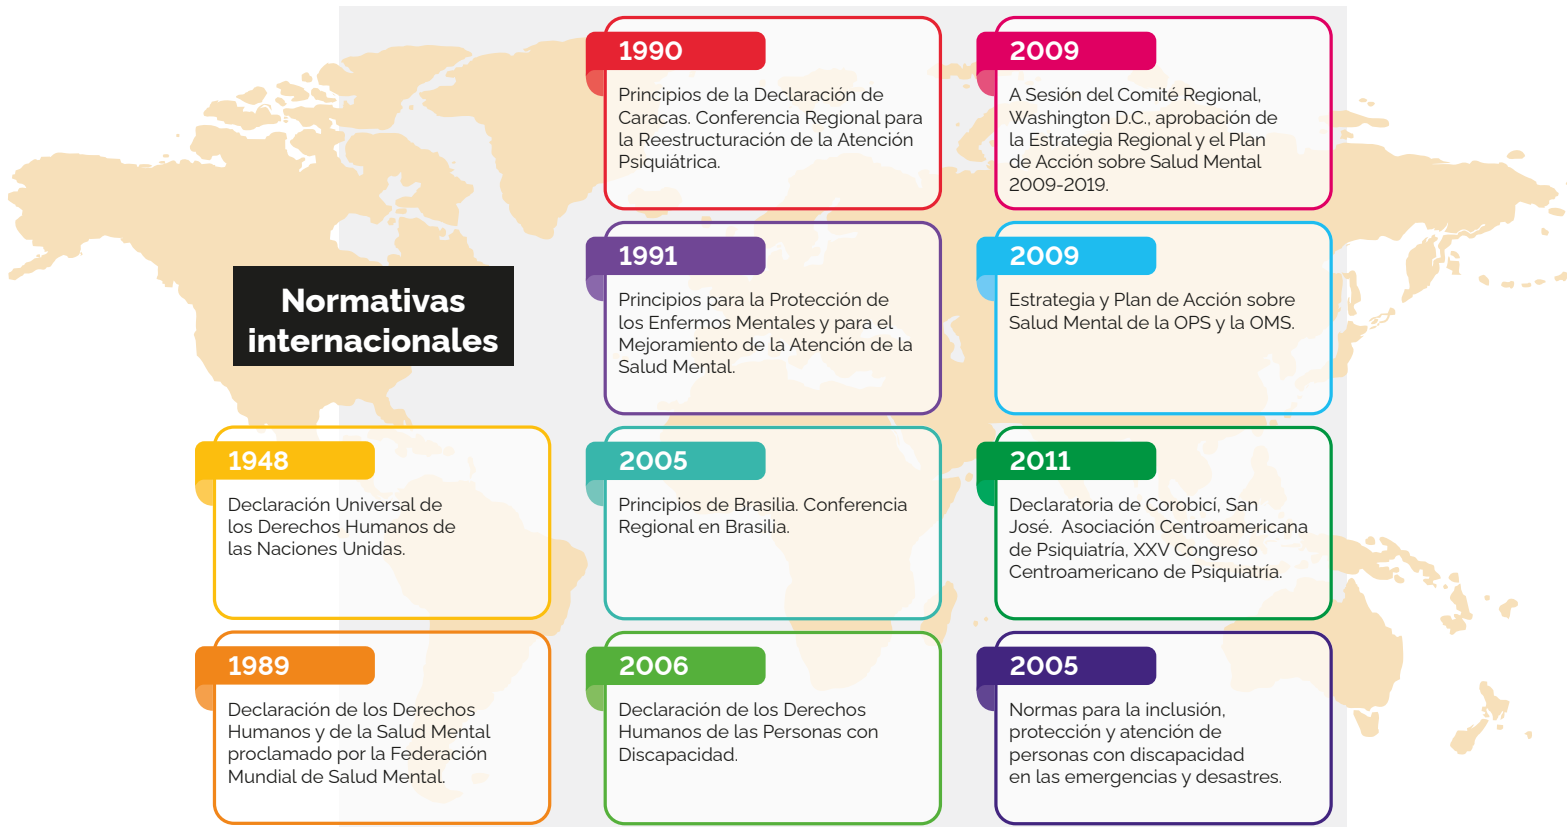 Normativas
internacionales
1948
Declaración Universal de
los Derechos Humanos de
las Naciones Unidas.
1989
Declaración de los Derechos
Humanos y de la Salud Mental
proclamado por la Federación
Mundial de Salud Mental.
1990
Principios de la Declaración de
Caracas. Conferencia Regional para
la Reestructuración de la Atención
Psiquiátrica.
1991
Principios para la Protección de
los Enfermos Mentales y para el
Mejoramiento de la Atención de la
Salud Mental.
2005
Principios de Brasilia. Conferencia
Regional en Brasilia.
2006
Declaración de los Derechos
Humanos de las Personas con
Discapacidad.
2009
A Sesión del Comité Regional,
Washington D.C., aprobación de
la Estrategia Regional y el Plan
de Acción sobre Salud Mental
2009-2019.
2009
Estrategia y Plan de Acción sobre
Salud Mental de la OPS y la OMS.
2011
Declaratoria de Corobicí, San
José.  Asociación Centroamericana
de Psiquiatría, XXV Congreso
Centroamericano de Psiquiatría.
2005
Normas para la inclusión,
protección y atención de
personas con discapacidad
en las emergencias y desastres.